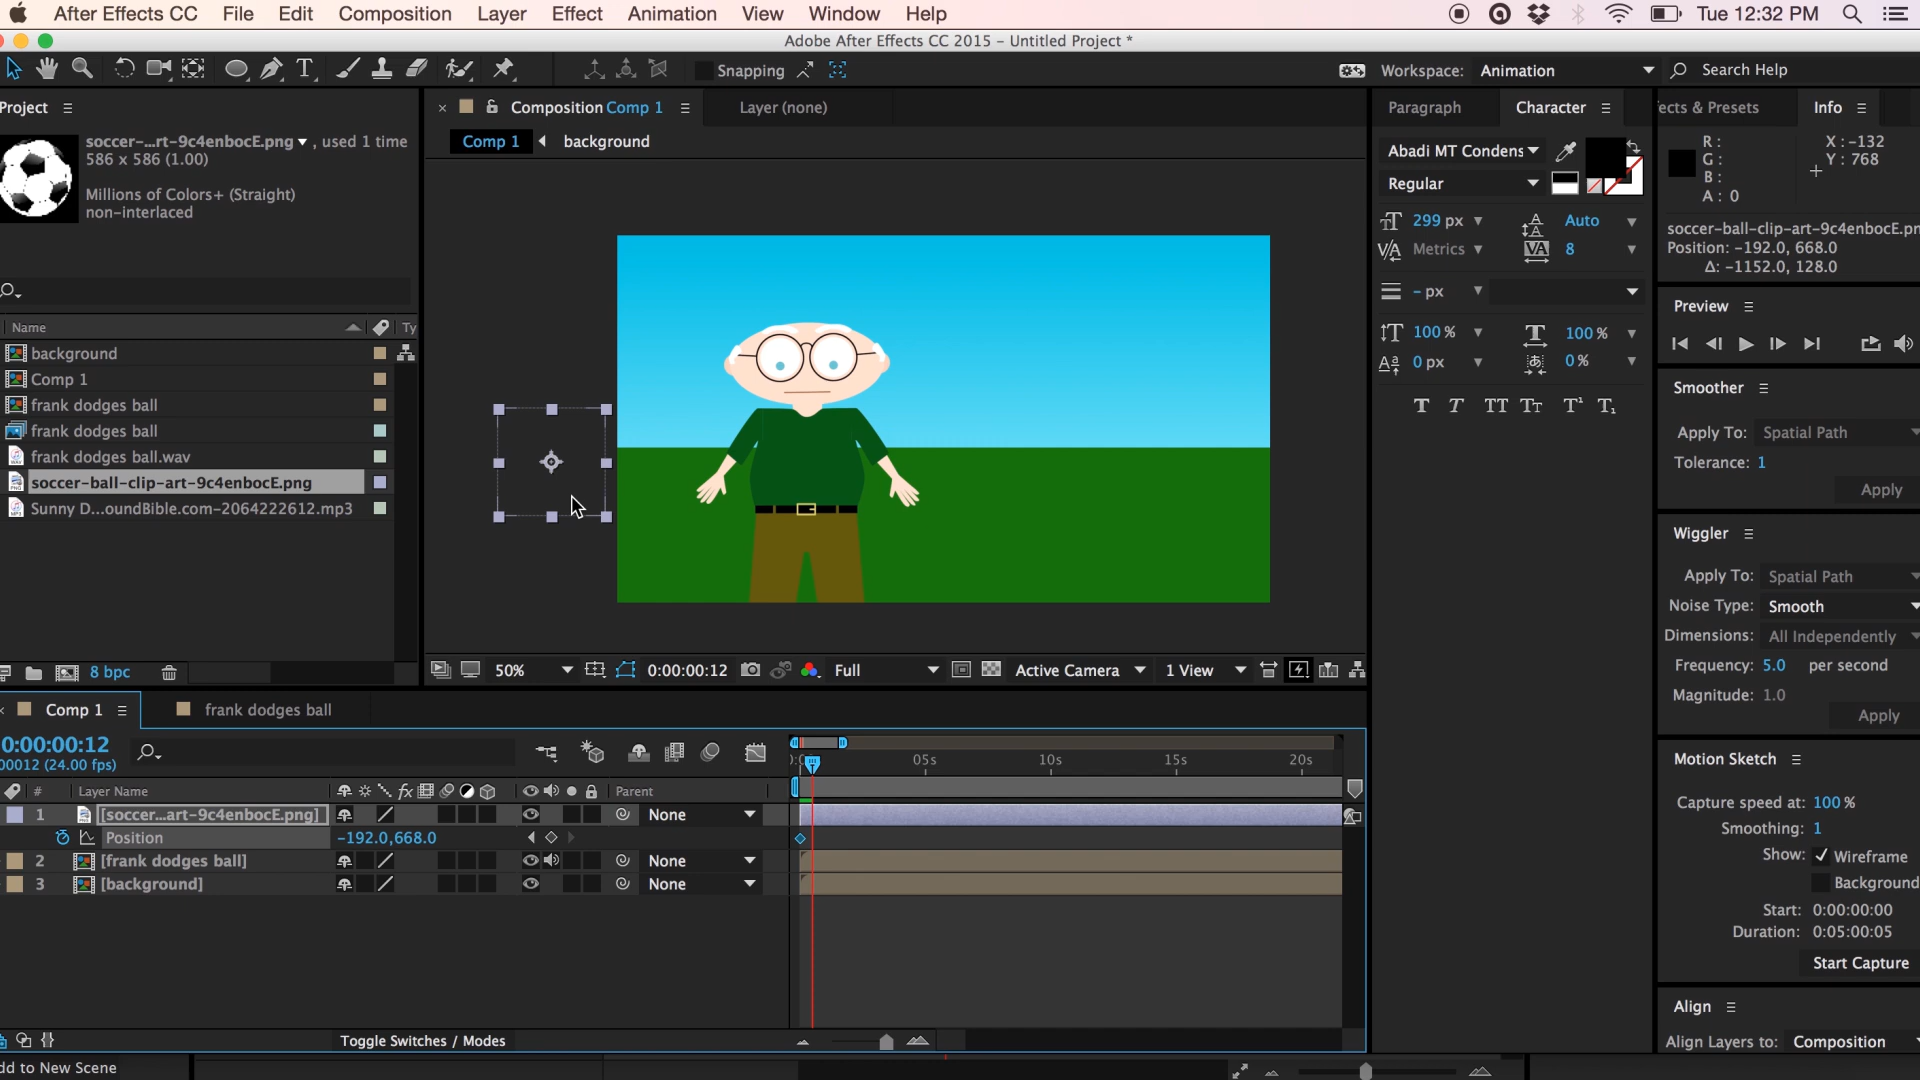 After Effects CC File Edit Composition Layer Effect Animation View Window Help Tue 12:32 PM
Adobe After Effects CC 2015 – Untitled Project *
Snapping Workspace: Animation Search Help
Project
soccer-...rt-9c4enbocE.png , used 1 time
586 x 586 (1.00)
Millions of Colors+ (Straight)
non-interlaced
Name Ty
background
Comp 1
frank dodges ball
frank dodges ball
frank dodges ball.wav
soccer-ball-clip-art-9c4enbocE.png
Sunny D...oundBible.com-2064222612.mp3
8 bpc
Composition Comp 1 Layer (none)
Comp 1 background
50% 0:00:00:12 Full Active Camera 1 View
Paragraph Character
Abadi MT Condens
Regular
299 px Auto
Metrics 8
- px
100 % 100 %
0 px 0 %
T T TT Tt T¹ T₁
ects & Presets Info
R : X : -132
G : Y : 768
B :
A : 0
soccer-ball-clip-art-9c4enbocE.pn
Position: -192.0, 668.0
Δ: -1152.0, 128.0
Preview
Smoother
Apply To: Spatial Path
Tolerance: 1
Apply
Wiggler
Apply To: Spatial Path
Noise Type: Smooth
Dimensions: All Independently
Frequency: 5.0 per second
Magnitude: 1.0
Apply
Motion Sketch
Capture speed at: 100 %
Smoothing: 1
Show: Wireframe
Background
Start: 0:00:00:00
Duration: 0:05:00:05
Start Capture
Align
Align Layers to: Composition
Comp 1 frank dodges ball
0:00:00:12
00012 (24.00 fps)
05s 10s 15s 20s
# Layer Name fx Parent
1 [soccer...art-9c4enbocE.png] None
Position -192.0,668.0
2 [frank dodges ball] None
3 [background] None
Toggle Switches / Modes
dd to New Scene